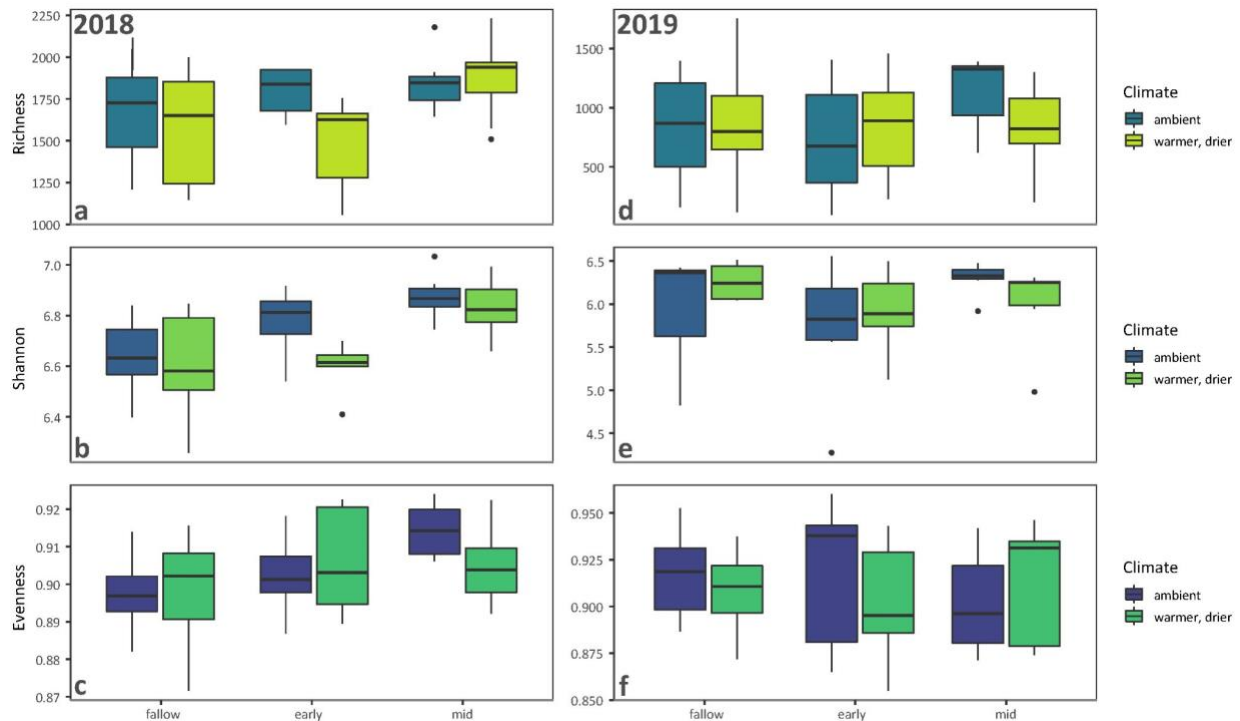 2018
Richness
2250
2000
1750
1500
1250
1000
a
2019
1500
1000
500
d
Climate
ambient
warmer, drier
Shannon
7.0
6.8
6.6
6.4
b
6.5
6.0
5.5
5.0
4.5
e
Climate
ambient
warmer, drier
Evenness
0.92
0.91
0.90
0.89
0.88
0.87
c
fallow early mid
0.950
0.925
0.900
0.875
0.850
f
fallow early mid
Climate
ambient
warmer, drier